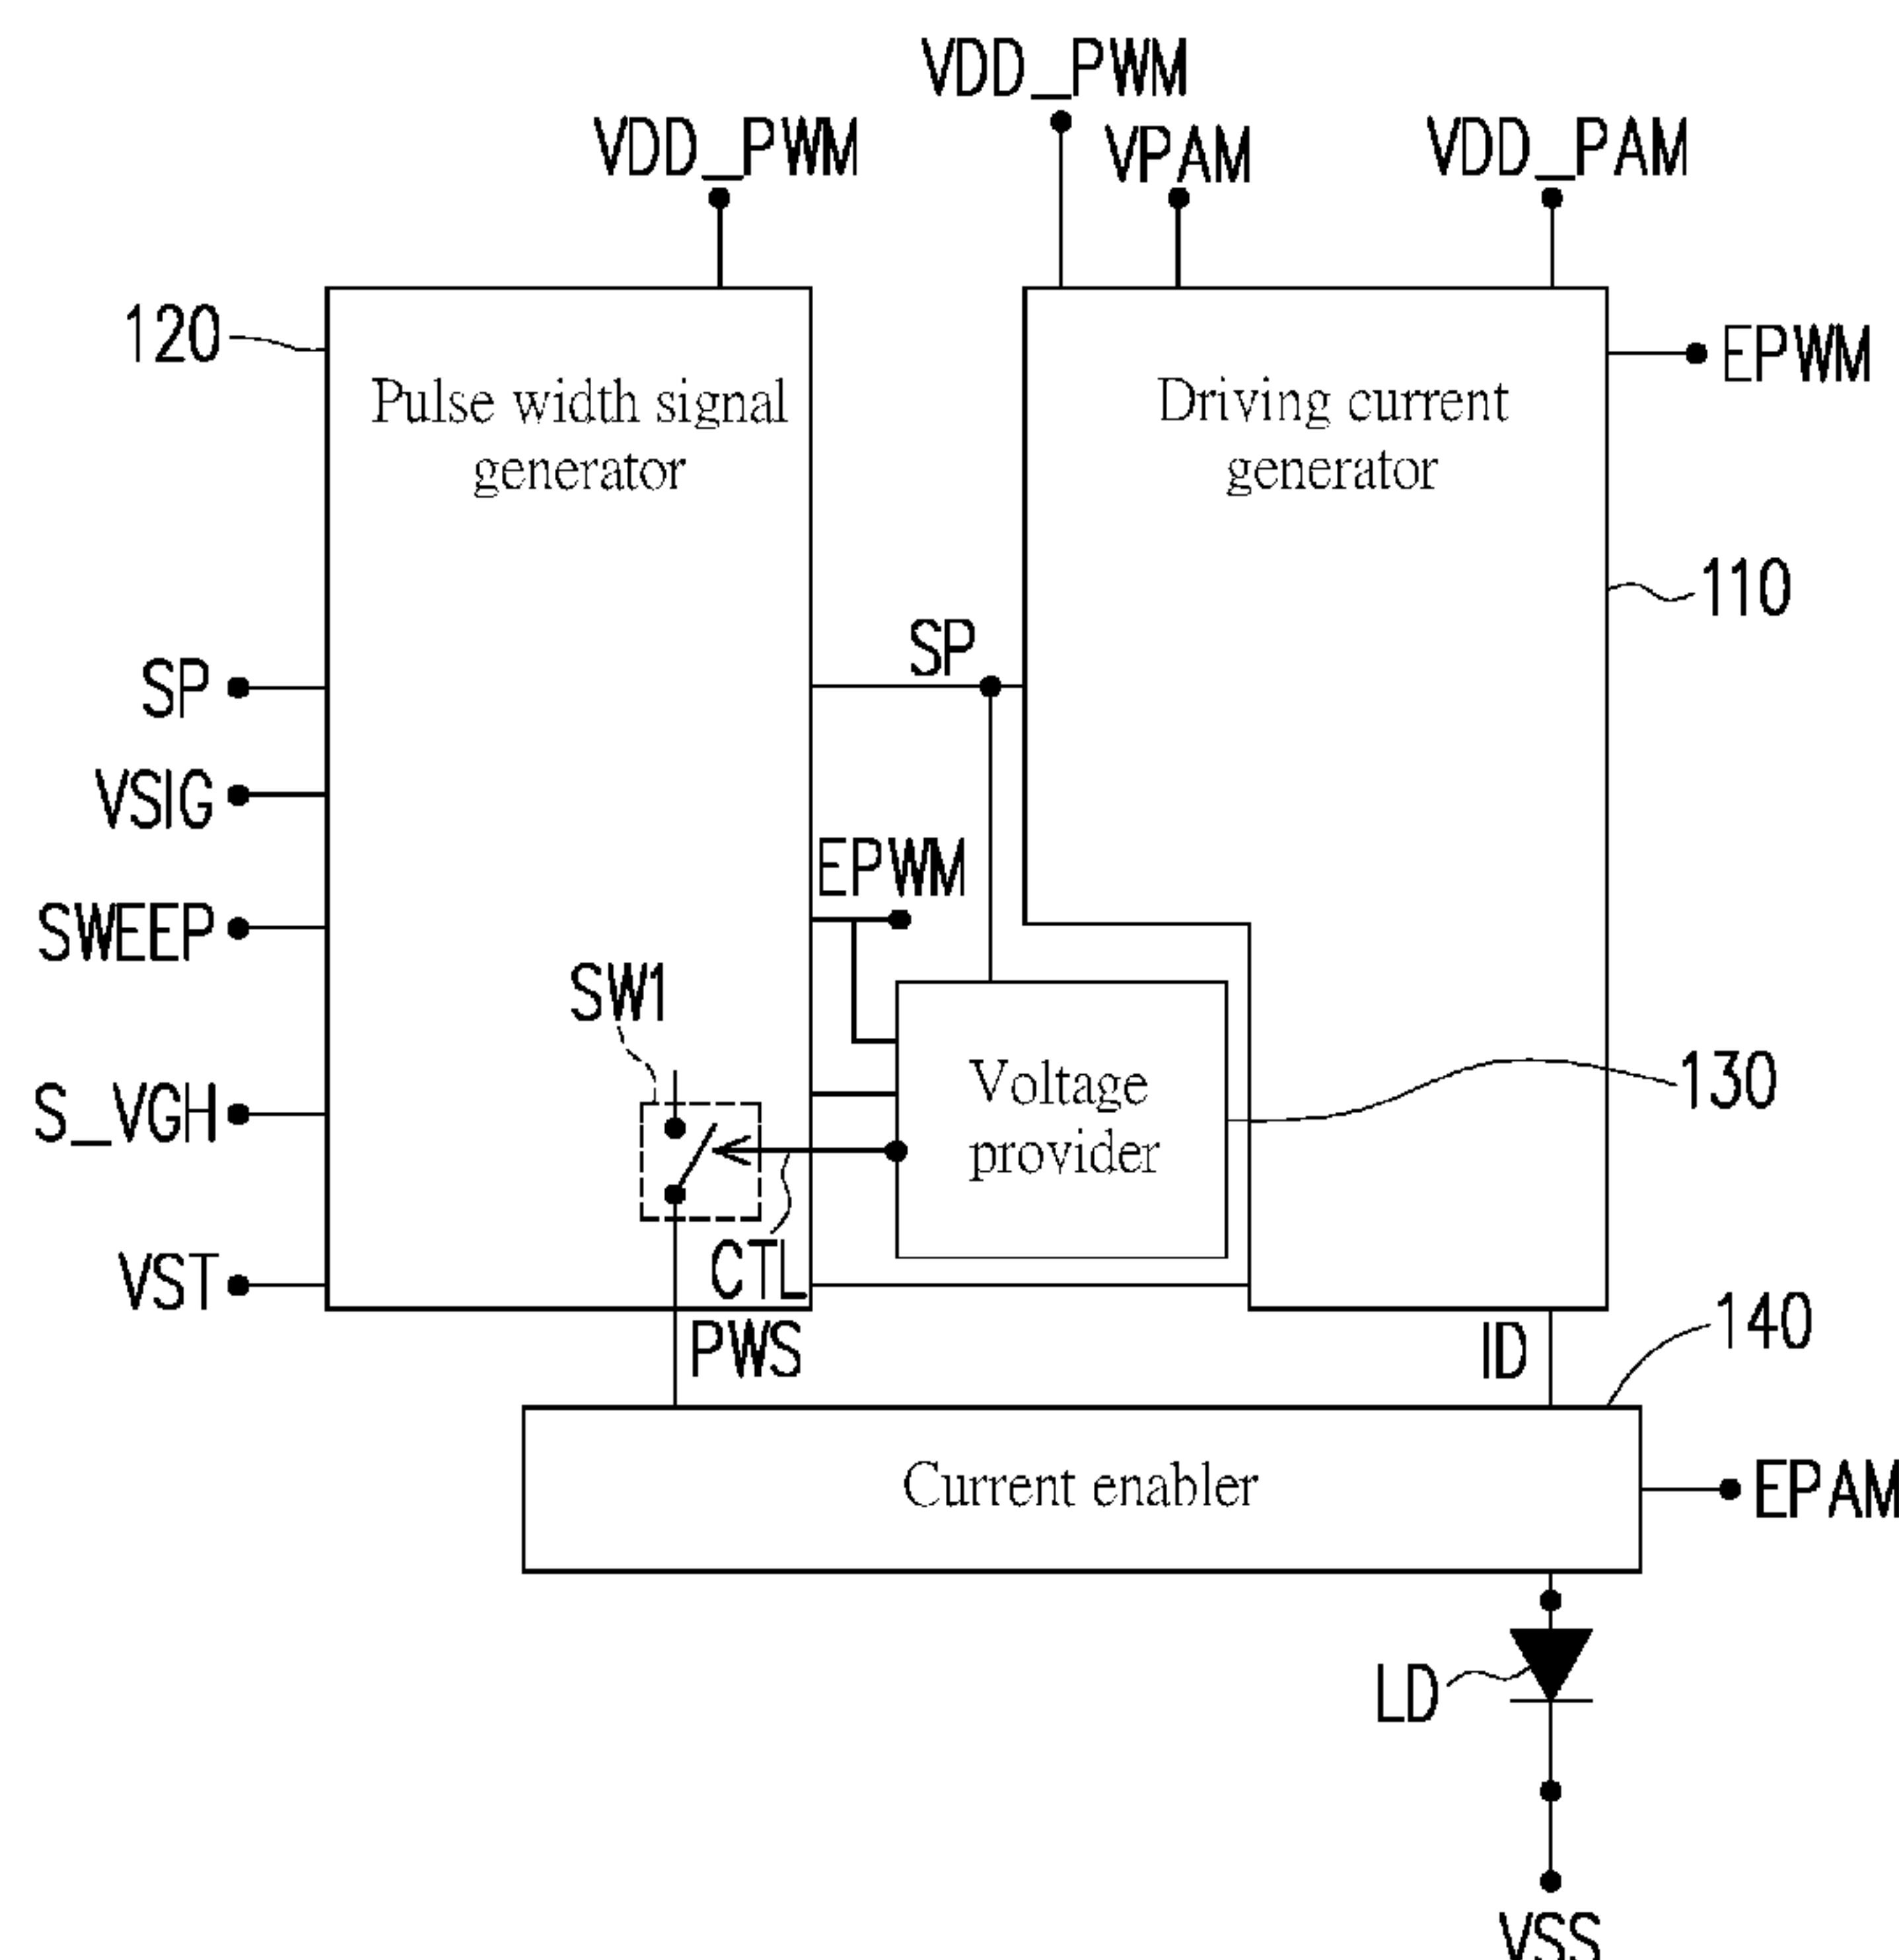 VDD_PWM
VDD_PWM
VPAM
VDD_PAM
120
Pulse width signal
generator
Driving current
generator
EPWM
110
SP
SP
VSIG
EPWM
SWEEP
SW1
S_VGH
Voltage
provider
130
VST
CTL
PWS
ID
140
Current enabler
EPAM
LD
VSS